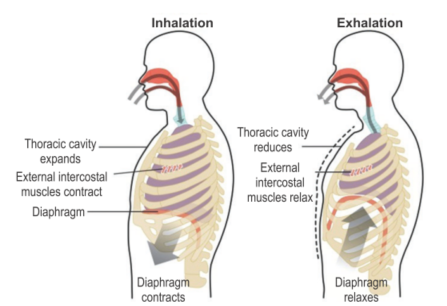 Inhalation
Thoracic cavity
expands
External intercostal
muscles contract
Diaphragm
Diaphragm
contracts
Exhalation
Thoracic cavity
reduces
External
intercostal
muscles relax
Diaphragm
relaxes